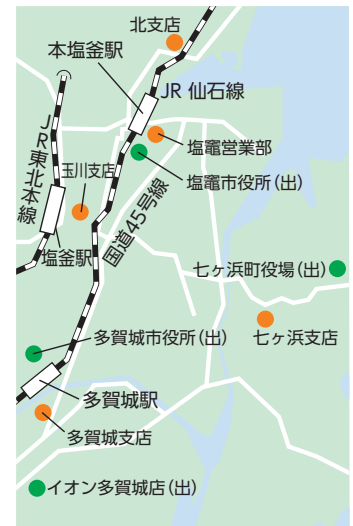 北支店
本塩釜駅
JR 仙石線
塩竈営業部
塩竈市役所(出)
JR東北本線
玉川支店
国道45号線
塩釜駅
七ヶ浜町役場(出)
七ヶ浜支店
多賀城市役所(出)
多賀城駅
多賀城支店
イオン多賀城店(出)